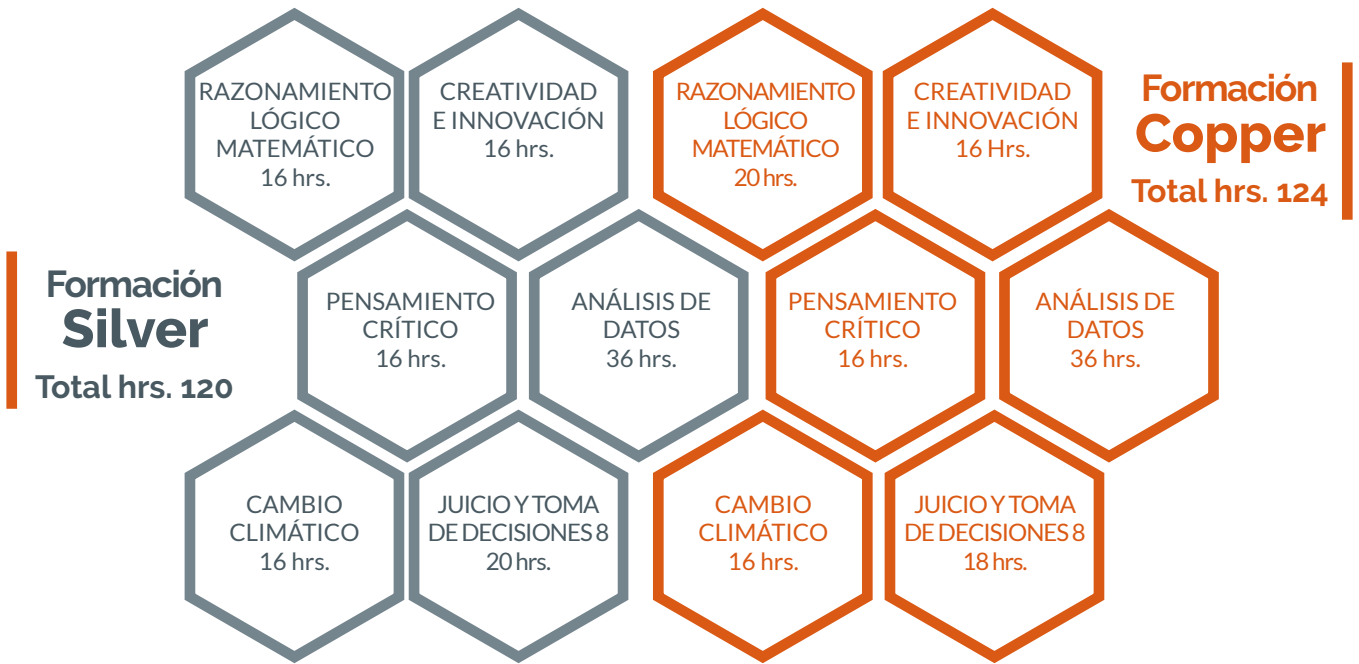 Formación
Silver
Total hrs. 120
RAZONAMIENTO
LÓGICO
MATEMÁTICO
16 hrs.
CREATIVIDAD
E INNOVACIÓN
16 hrs.
PENSAMIENTO
CRÍTICO
16 hrs.
ANÁLISIS DE
DATOS
36 hrs.
CAMBIO
CLIMÁTICO
16 hrs.
JUICIO Y TOMA
DE DECISIONES 8
20 hrs.
Formación
Copper
Total hrs. 124
RAZONAMIENTO
LÓGICO
MATEMÁTICO
20 hrs.
CREATIVIDAD
E INNOVACIÓN
16 Hrs.
PENSAMIENTO
CRÍTICO
16 hrs.
ANÁLISIS DE
DATOS
36 hrs.
CAMBIO
CLIMÁTICO
16 hrs.
JUICIO Y TOMA
DE DECISIONES 8
18 hrs.